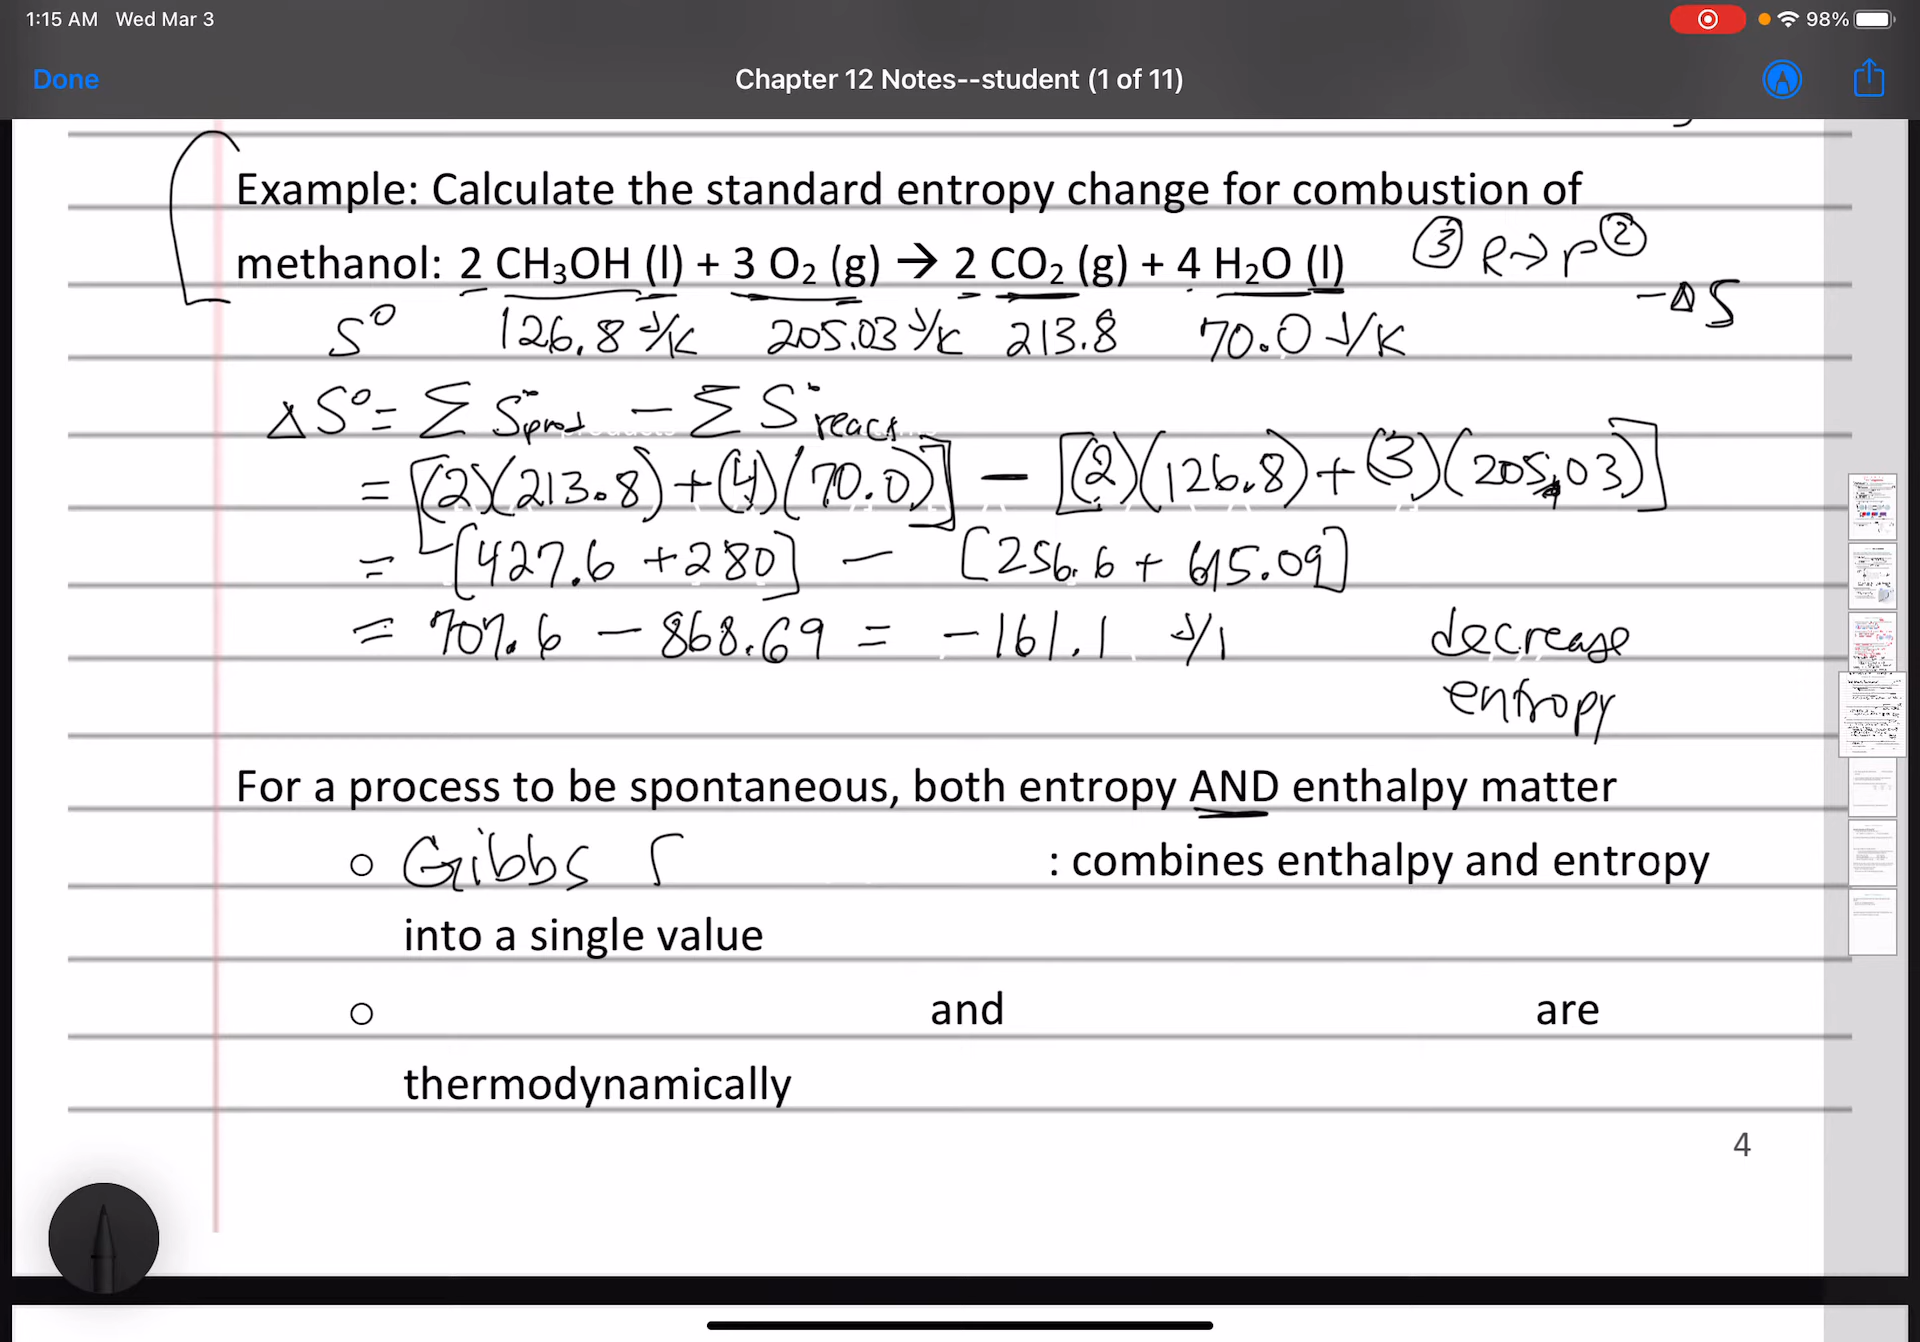 1:15 AM Wed Mar 3
98%
Done
Chapter 12 Notes--student (1 of 11)
Example: Calculate the standard entropy change for combustion of
methanol: 2 CH₃OH (l) + 3 O₂ (g) → 2 CO₂ (g) + 4 H₂O (l) ③ R→P ②
-ΔS
S° 126.8 J/K 205.03 J/K 213.8 70.0 J/K
ΔS° = Σ S°prod - Σ S°react
= [(2)(213.8)+(4)(70.0)] - [(2)(126.8)+(3)(205.03)]
= [427.6 + 280] - [256.6 + 615.09]
= 707.6 - 868.69 = -161.1 J/ decrease
entropy
For a process to be spontaneous, both entropy AND enthalpy matter
○ Gibbs : combines enthalpy and entropy
into a single value
○ and are
thermodynamically
4